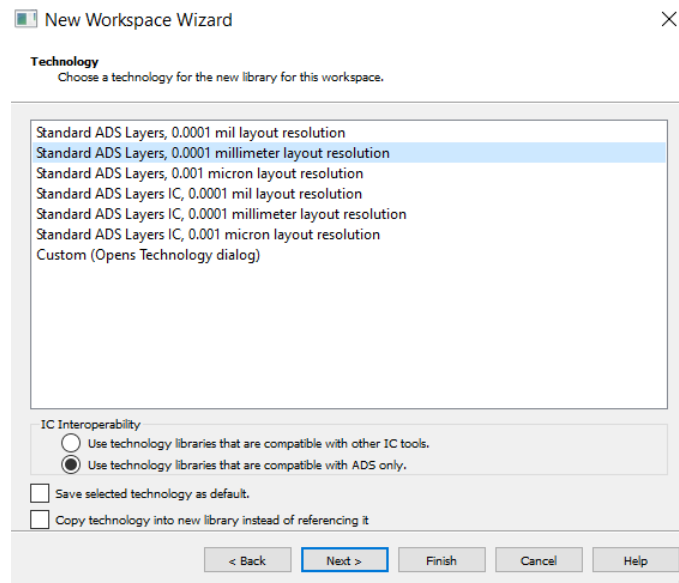 New Workspace Wizard
Technology
Choose a technology for the new library for this workspace.
Standard ADS Layers, 0.0001 mil layout resolution
Standard ADS Layers, 0.0001 millimeter layout resolution
Standard ADS Layers, 0.001 micron layout resolution
Standard ADS Layers IC, 0.0001 mil layout resolution
Standard ADS Layers IC, 0.0001 millimeter layout resolution
Standard ADS Layers IC, 0.001 micron layout resolution
Custom (Opens Technology dialog)
IC Interoperability
Use technology libraries that are compatible with other IC tools.
Use technology libraries that are compatible with ADS only.
Save selected technology as default.
Copy technology into new library instead of referencing it
< Back Next > Finish Cancel Help